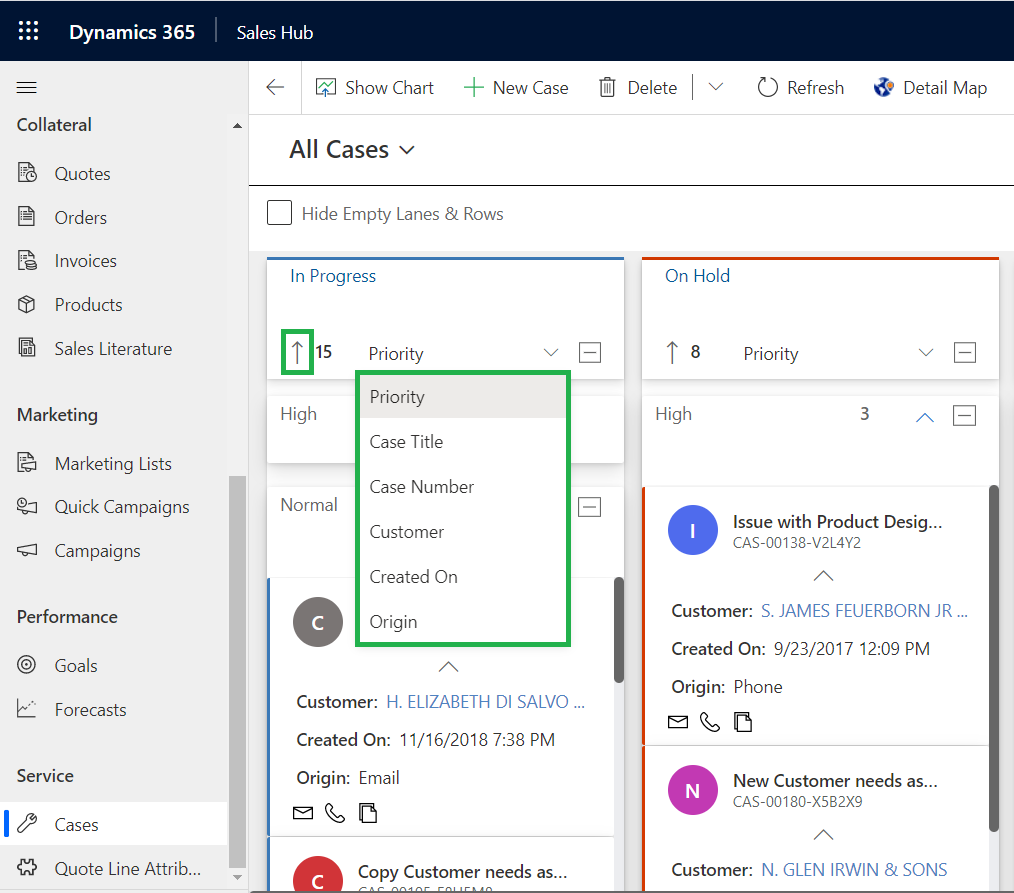 Dynamics 365
Sales Hub
Show Chart
New Case
Delete
Refresh
Detail Map
Collateral
Quotes
Orders
Invoices
Products
Sales Literature
Marketing
Marketing Lists
Quick Campaigns
Campaigns
Performance
Goals
Forecasts
Service
Cases
Quote Line Attrib...
All Cases
Hide Empty Lanes & Rows
In Progress
15
Priority
Priority
Case Title
Case Number
Customer
Created On
Origin
High
Normal
C
Customer: H. ELIZABETH DI SALVO ...
Created On: 11/16/2018 7:38 PM
Origin: Email
C
Copy Customer needs as...
On Hold
8
Priority
High
3
I
Issue with Product Desig...
CAS-00138-V2L4Y2
Customer: S. JAMES FEUERBORN JR ...
Created On: 9/23/2017 12:09 PM
Origin: Phone
N
New Customer needs as...
CAS-00180-X5B2X9
Customer: N. GLEN IRWIN & SONS